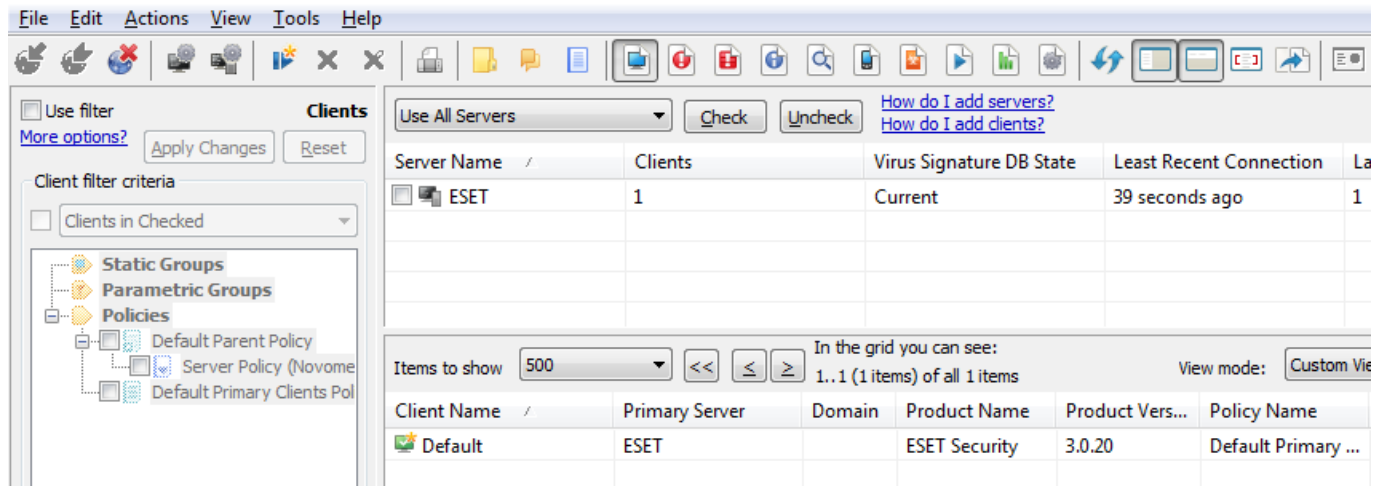 File Edit Actions View Tools Help
Use filter Clients
More options? Apply Changes Reset
Client filter criteria
Clients in Checked
Static Groups
Parametric Groups
Policies
Default Parent Policy
Server Policy (Novome
Default Primary Clients Pol
Use All Servers Check Uncheck How do I add servers?
How do I add clients?
Server Name Clients Virus Signature DB State Least Recent Connection La
ESET 1 Current 39 seconds ago 1
Items to show 500 << < > In the grid you can see: View mode: Custom Vie
1..1 (1 items) of all 1 items
Client Name Primary Server Domain Product Name Product Vers... Policy Name
Default ESET ESET Security 3.0.20 Default Primary ...